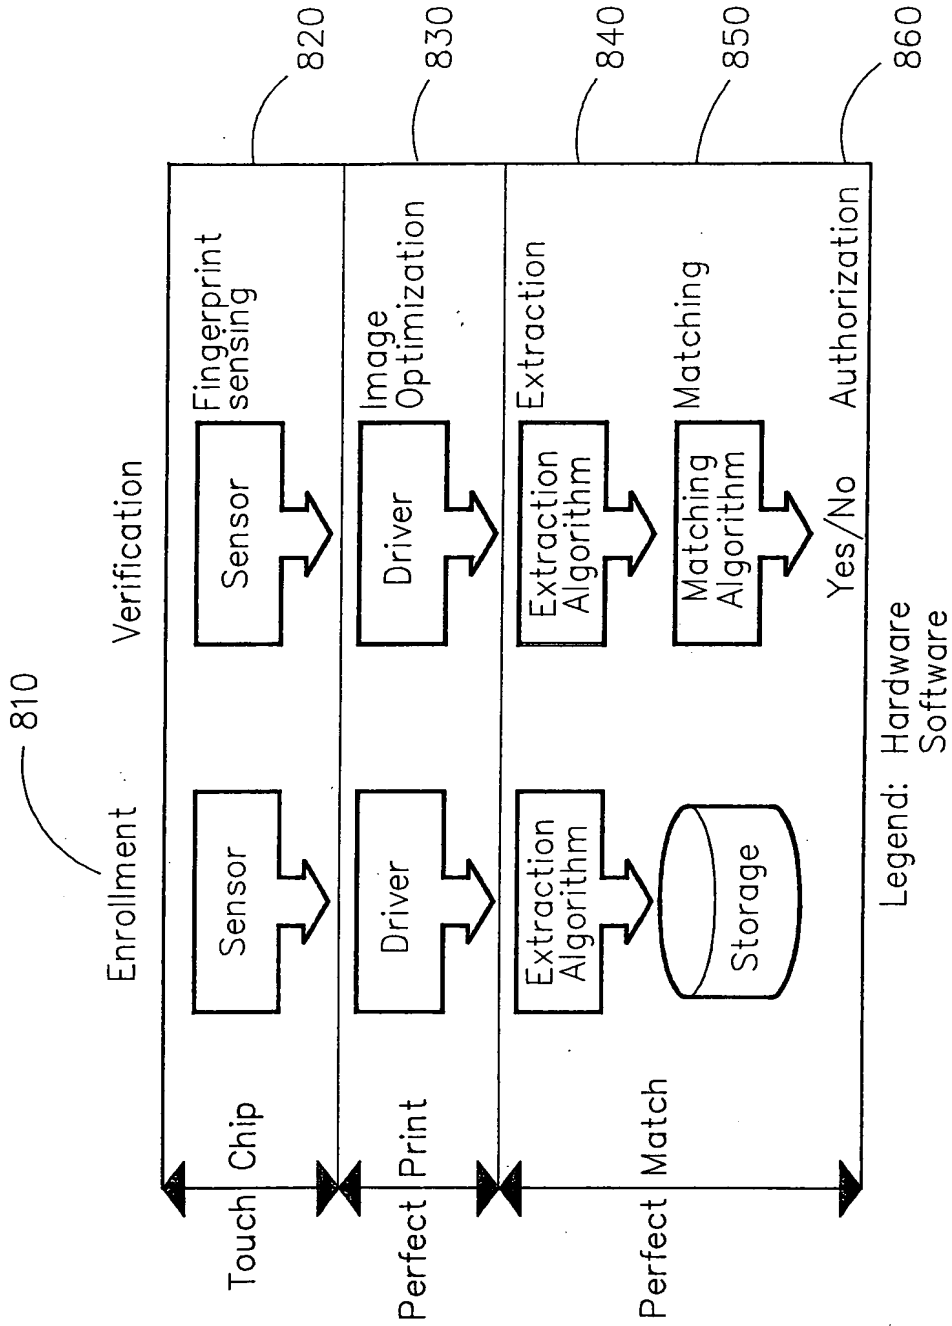 810
Enrollment
Verification
Touch Chip
Sensor
Sensor
Fingerprint
sensing
820
Perfect Print
Driver
Driver
Image
Optimization
830
Perfect Match
Extraction
Algorithm
Extraction
Algorithm
Extraction
840
Storage
Matching
Algorithm
Matching
850
Yes/No
Authorization
860
Legend: Hardware
Software